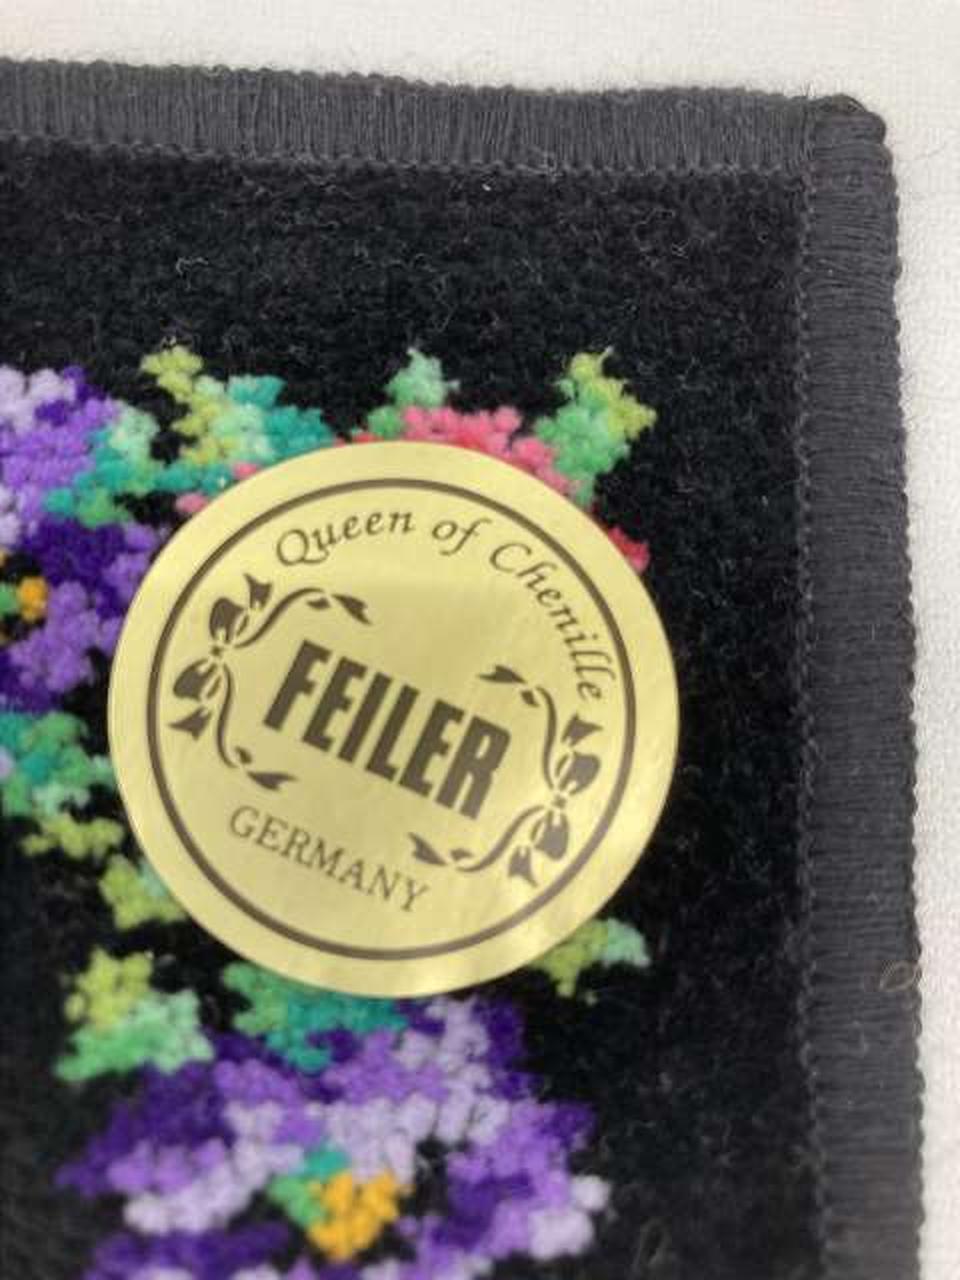 Queen of Chenille
FEILER
GERMANY